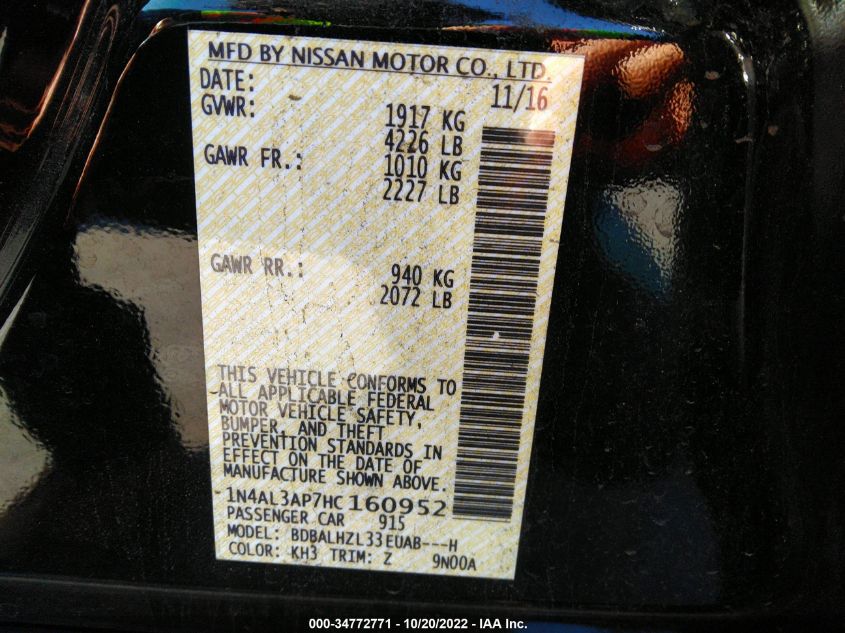 MFD BY NISSAN MOTOR CO., LTD.
DATE: 11/16
GVWR: 1917 KG
4226 LB
GAWR FR.: 1010 KG
2227 LB
GAWR RR.: 940 KG
2072 LB
THIS VEHICLE CONFORMS TO
ALL APPLICABLE FEDERAL
MOTOR VEHICLE SAFETY,
BUMPER, AND THEFT
PREVENTION STANDARDS IN
EFFECT ON THE DATE OF
MANUFACTURE SHOWN ABOVE.
1N4AL3AP7HC160952
PASSENGER CAR 915
MODEL: BDBALHZL33EUAB---H
COLOR: KH3 TRIM: Z 9N00A
000-34772771 - 10/20/2022 - IAA Inc.